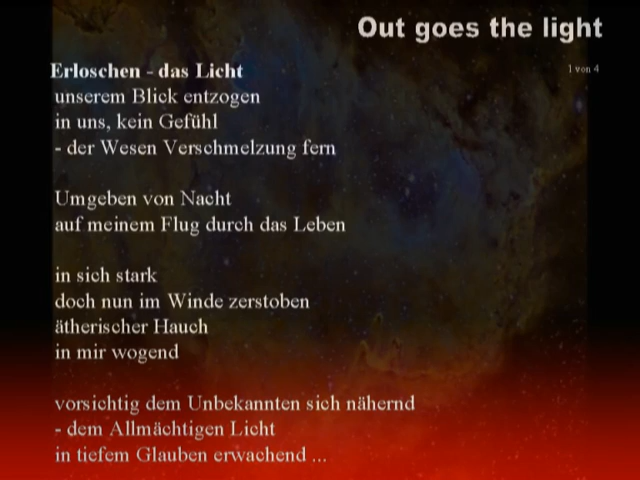 Out goes the light
1 von 4
Erloschen - das Licht
unserem Blick entzogen
in uns, kein Gefühl
- der Wesen Verschmelzung fern
Umgeben von Nacht
auf meinem Flug durch das Leben
in sich stark
doch nun im Winde zerstoben
ätherischer Hauch
in mir wogend
vorsichtig dem Unbekannten sich nähernd
- dem Allmächtigen Licht
in tiefem Glauben erwachend ...